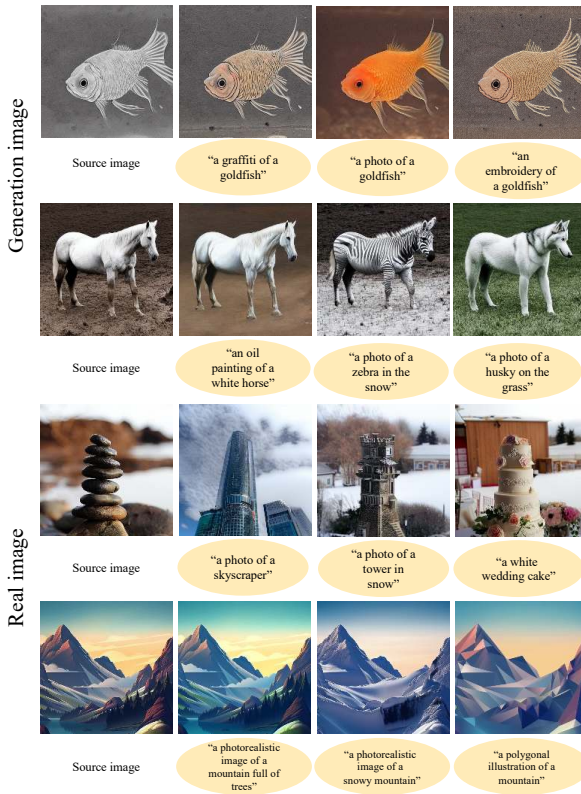 Generation image
Source image
“a graffiti of a
goldfish”
“a photo of a
goldfish”
“an
embroidery of
a goldfish”
Source image
“an oil
painting of a
white horse”
“a photo of a
zebra in the
snow”
“a photo of a
husky on the
grass”
Real image
Source image
“a photo of a
skyscraper”
“a photo of a
tower in
snow”
“a white
wedding cake”
Source image
“a photorealistic
image of a
mountain full of
trees”
“a photorealistic
image of a
snowy mountain”
“a polygonal
illustration of a
mountain”